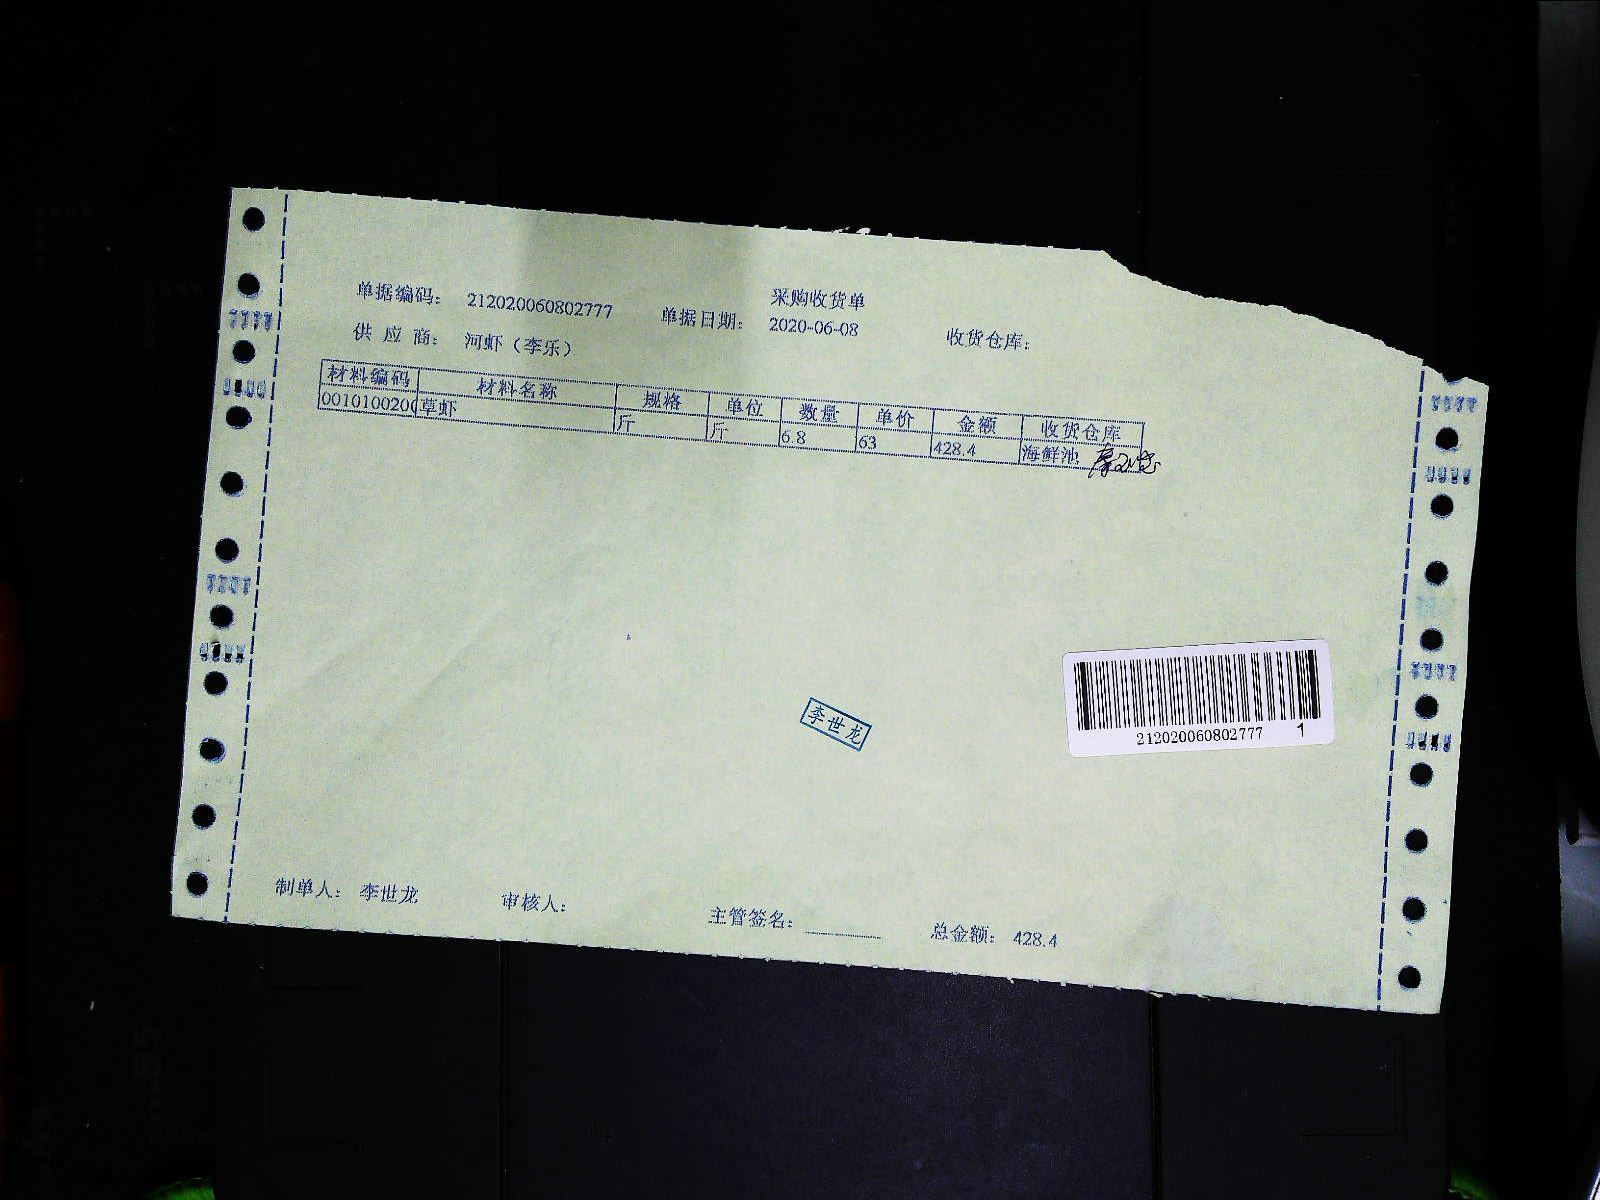 采购收货单
单据编码: 212020060802777 单据日期: 2020-06-08 收货仓库:
供 应 商: 河虾（李乐）
材料编码 材料名称 规格 单位 数量 单价 金额 收货仓库
0010100200 草虾 斤 斤 6.8 63 428.4 海鲜池
李世龙
212020060802777 1
制单人: 李世龙 审核人: 主管签名: 总金额: 428.4